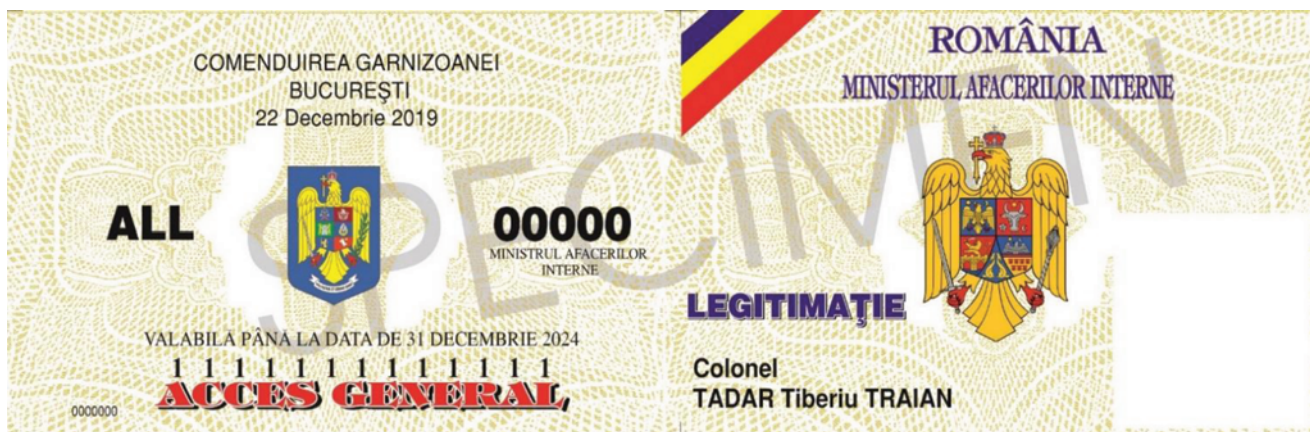 COMENDUIREA GARNIZOANEI
BUCUREŞTI
22 Decembrie 2019
ALL
00000
MINISTRUL AFACERILOR
INTERNE
VALABILĂ PÂNĂ LA DATA DE 31 DECEMBRIE 2024
1 1 1 1 1 1 1 1 1 1 1 1 1
ACCES GENERAL
0000000
ROMÂNIA
MINISTERUL AFACERILOR INTERNE
LEGITIMAŢIE
Colonel
TADAR Tiberiu TRAIAN
SPECIMEN